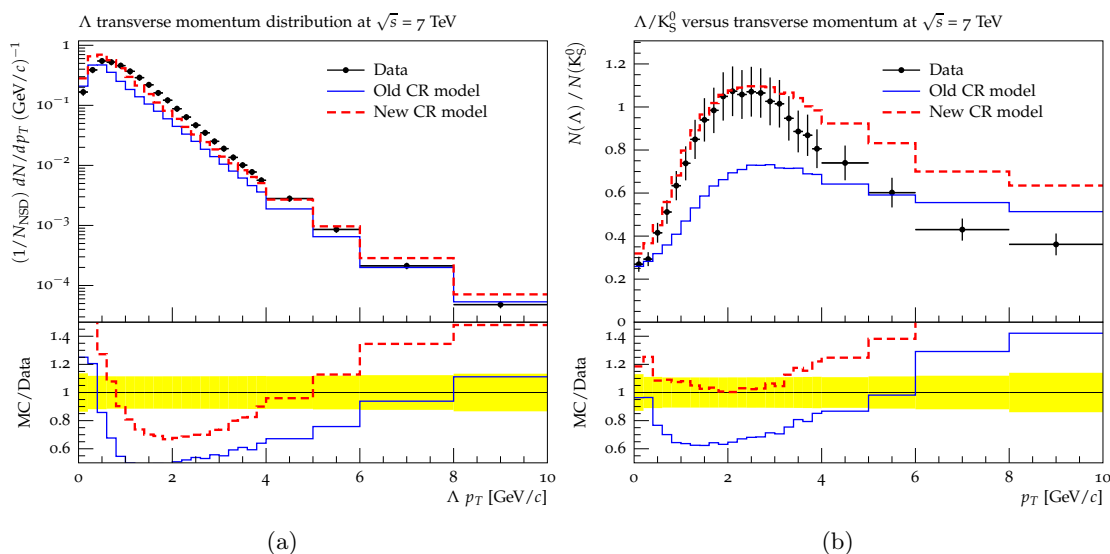 Λ transverse momentum distribution at √s = 7 TeV
(1/N_NSD) dN/dp_T (GeV/c)^−1
1
10^−1
10^−2
10^−3
10^−4
Data
Old CR model
New CR model
MC/Data
1.4
1.2
1
0.8
0.6
0 2 4 6 8 10
Λ p_T [GeV/c]
(a)
Λ/K^0_S versus transverse momentum at √s = 7 TeV
N(Λ) / N(K^0_S)
1.2
1.0
0.8
0.6
0.4
0.2
0
Data
Old CR model
New CR model
MC/Data
1.4
1.2
1
0.8
0.6
0 2 4 6 8 10
p_T [GeV/c]
(b)